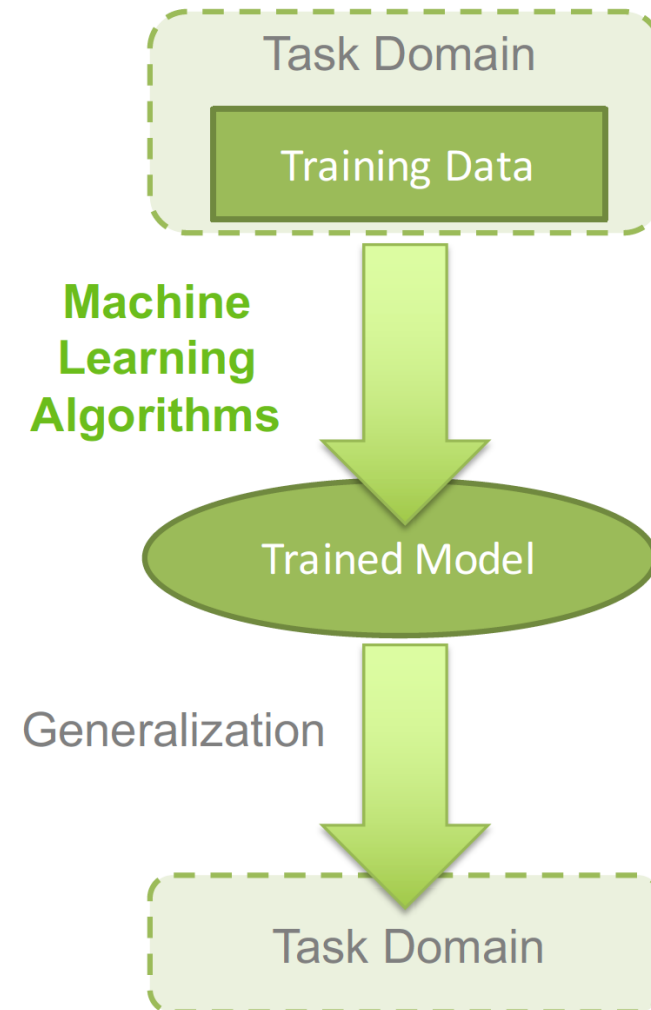 Task Domain
Training Data
Machine
Learning
Algorithms
Trained Model
Generalization
Task Domain